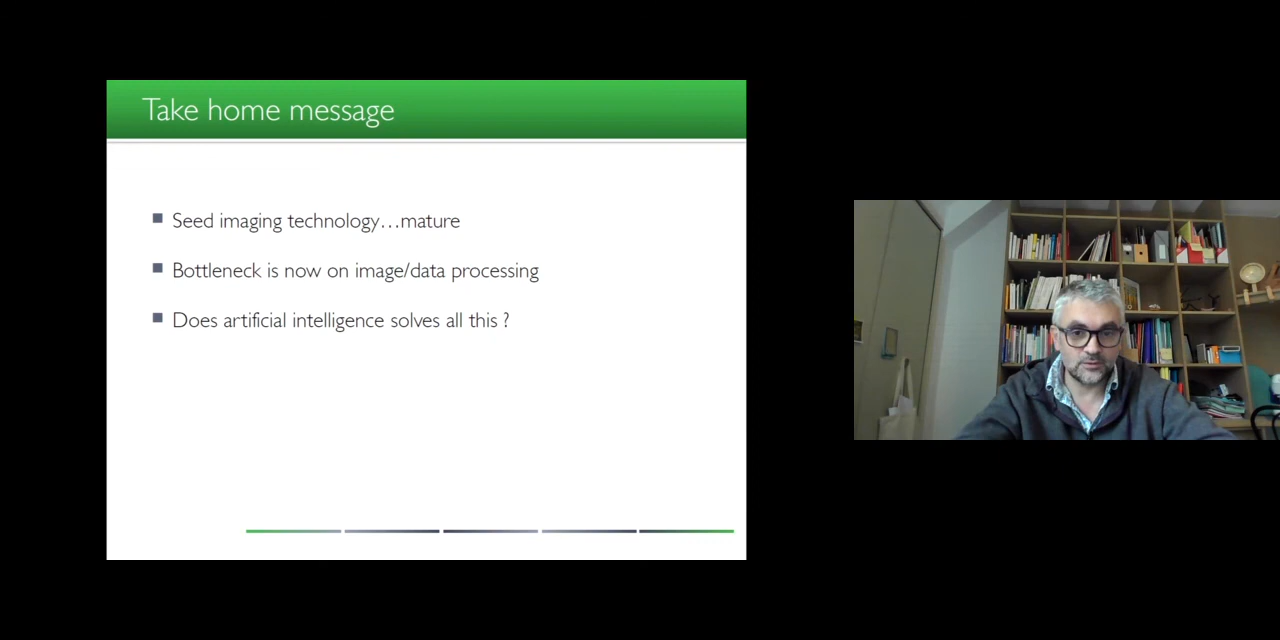 Take home message
Seed imaging technology…mature
Bottleneck is now on image/data processing
Does artificial intelligence solves all this ?